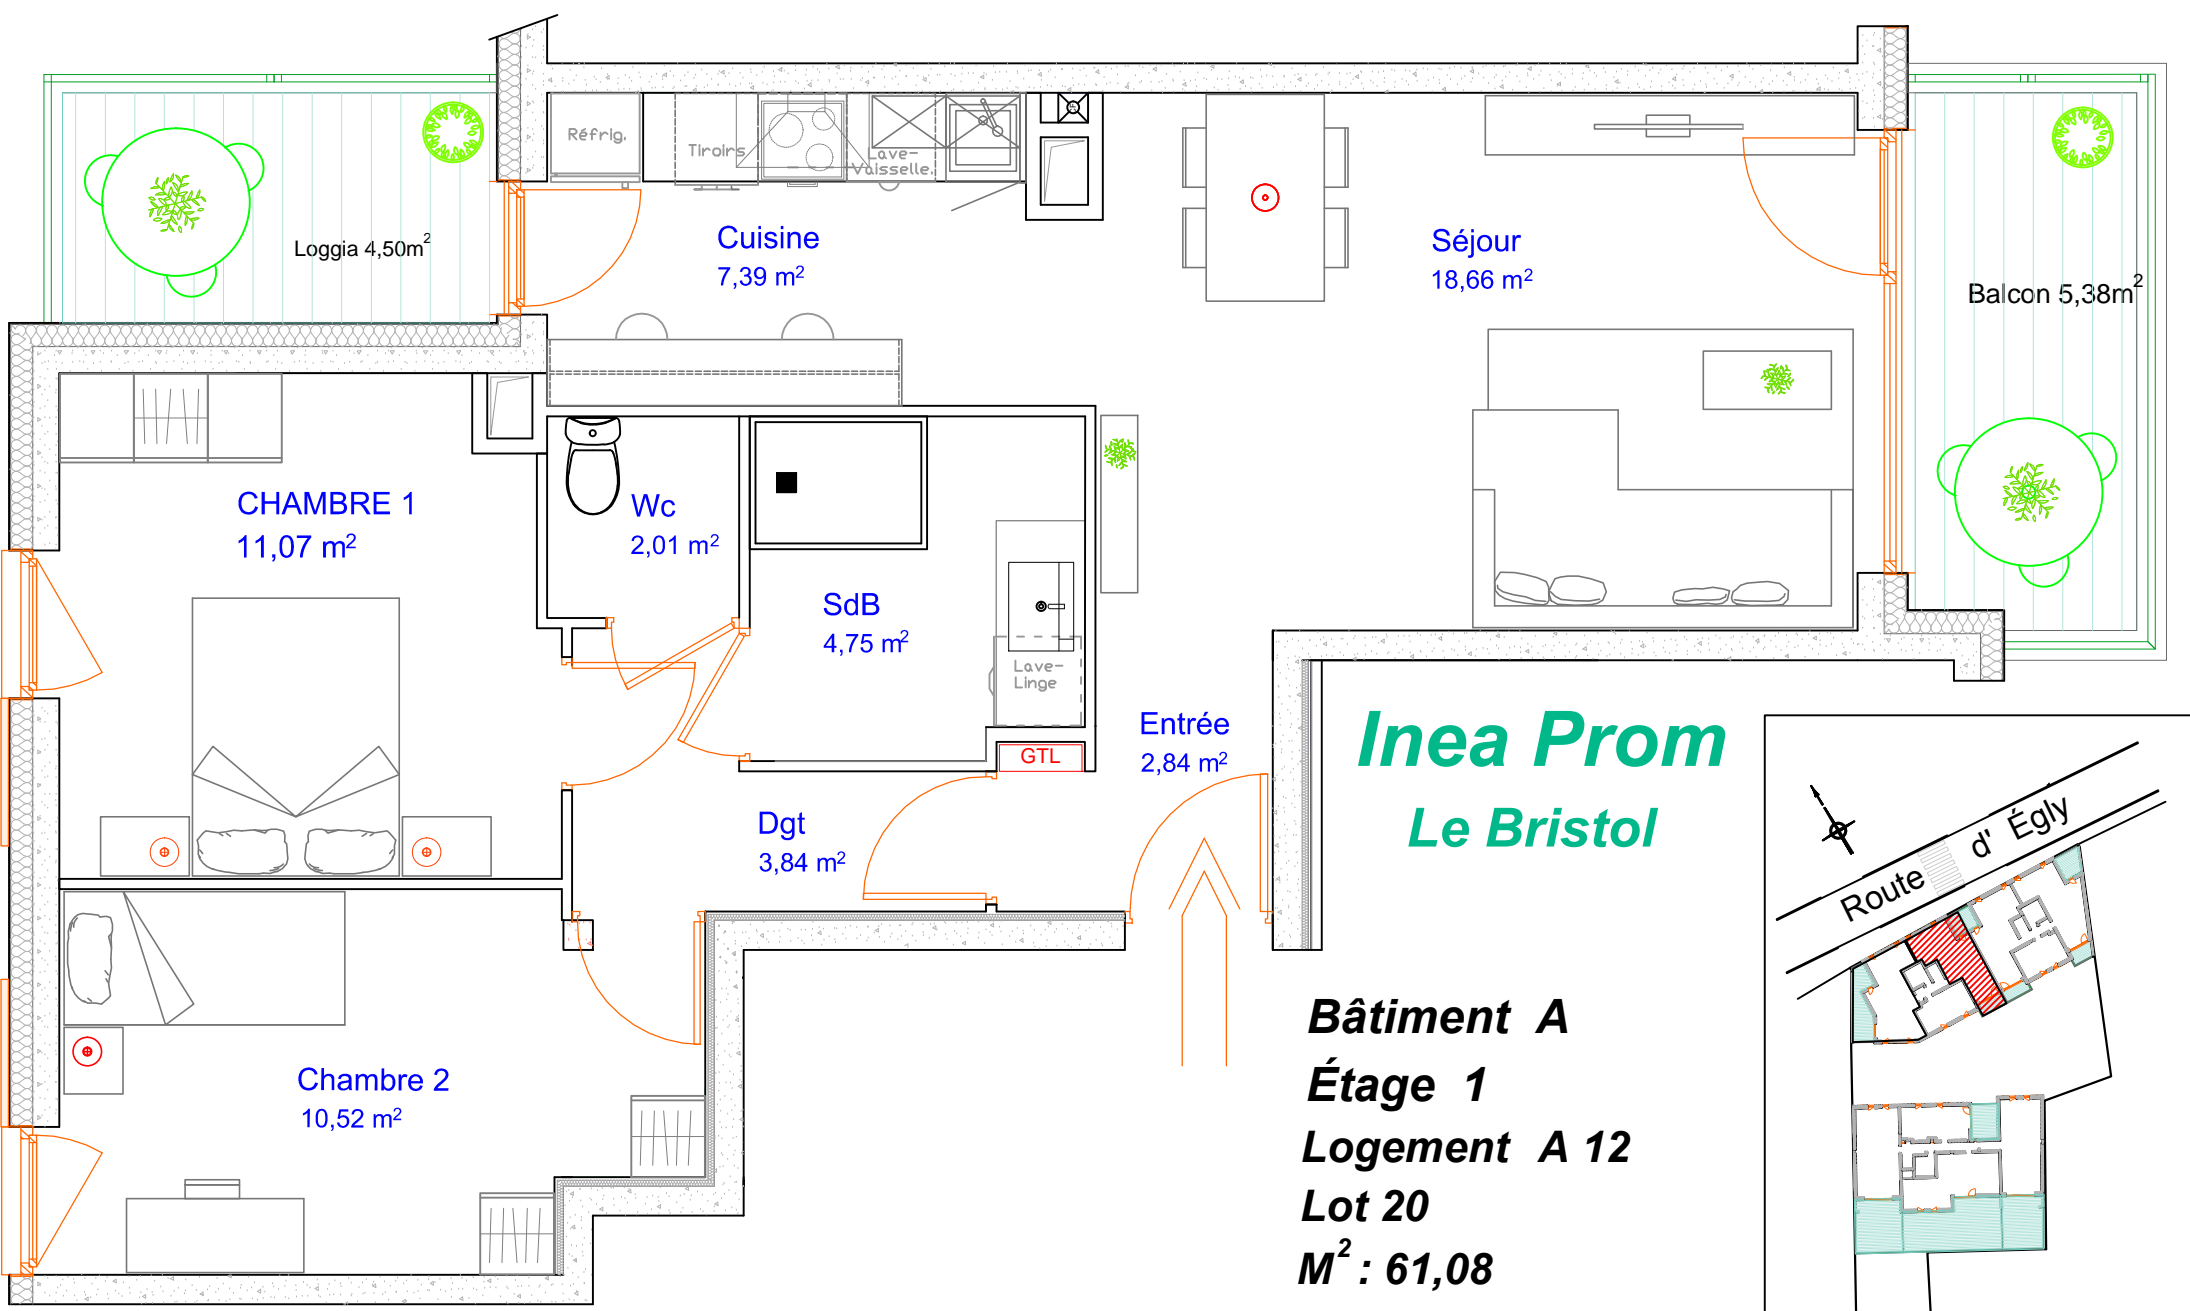 Réfrig.
Tiroirs
Lave-
Vaisselle.
Cuisine
7,39 m²
Séjour
18,66 m²
Loggia 4,50m²
Balcon 5,38m²
CHAMBRE 1
11,07 m²
Wc
2,01 m²
SdB
4,75 m²
Lave-
Linge
GTL
Entrée
2,84 m²
Dgt
3,84 m²
Chambre 2
10,52 m²
Inea Prom
Le Bristol
Bâtiment A
Étage 1
Logement A 12
Lot 20
M² : 61,08
Route d' Égly